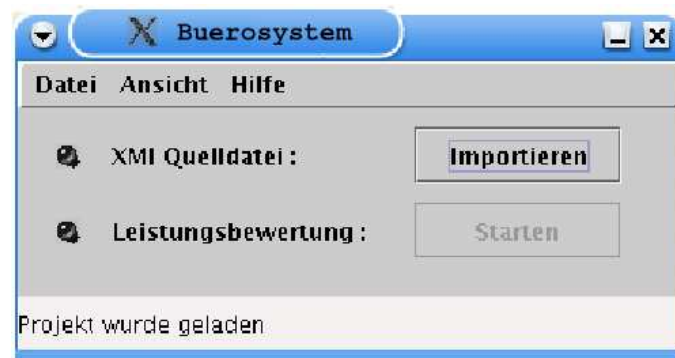 Buerosystem
Datei Ansicht Hilfe
XMI Quelldatei : Importieren
Leistungsbewertung : Starten
Projekt wurde geladen